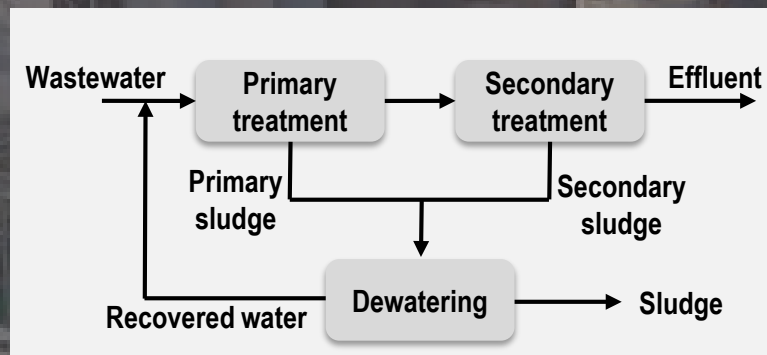 Wastewater
Primary
treatment
Secondary
treatment
Effluent
Primary
sludge
Secondary
sludge
Dewatering
Sludge
Recovered water